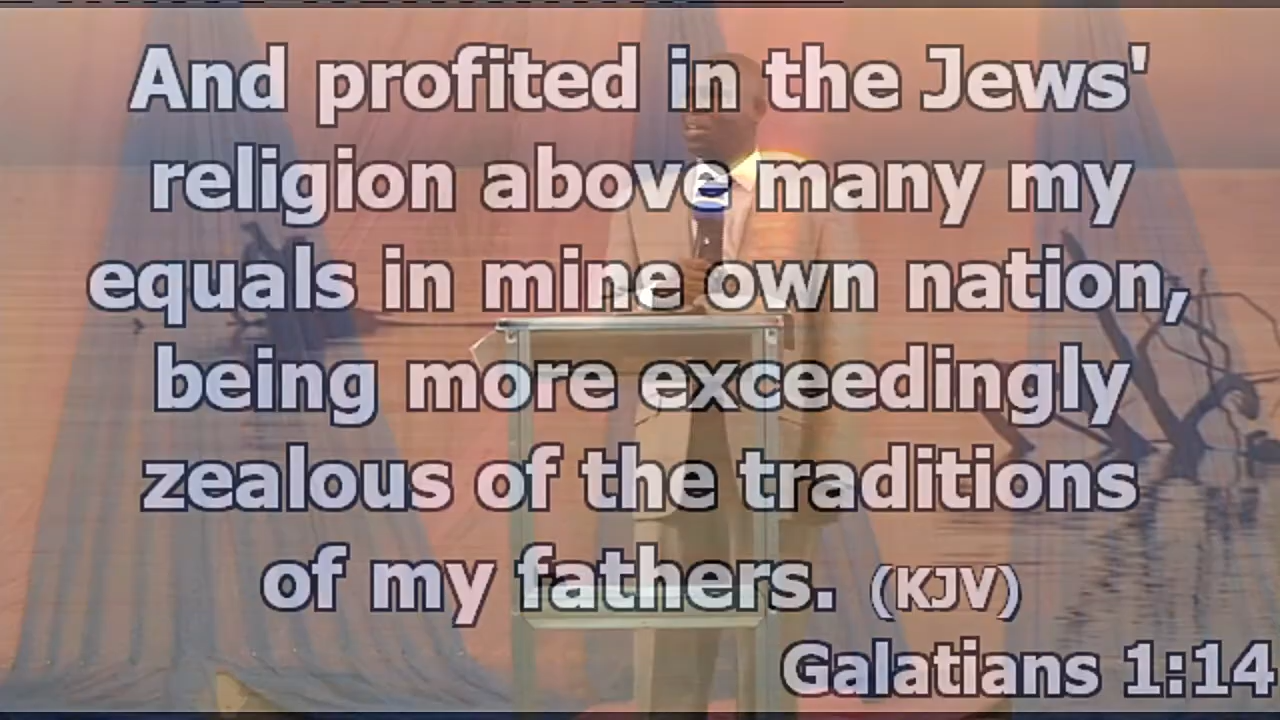 And profited in the Jews'
religion above many my
equals in mine own nation,
being more exceedingly
zealous of the traditions
of my fathers. (KJV)
Galatians 1:14